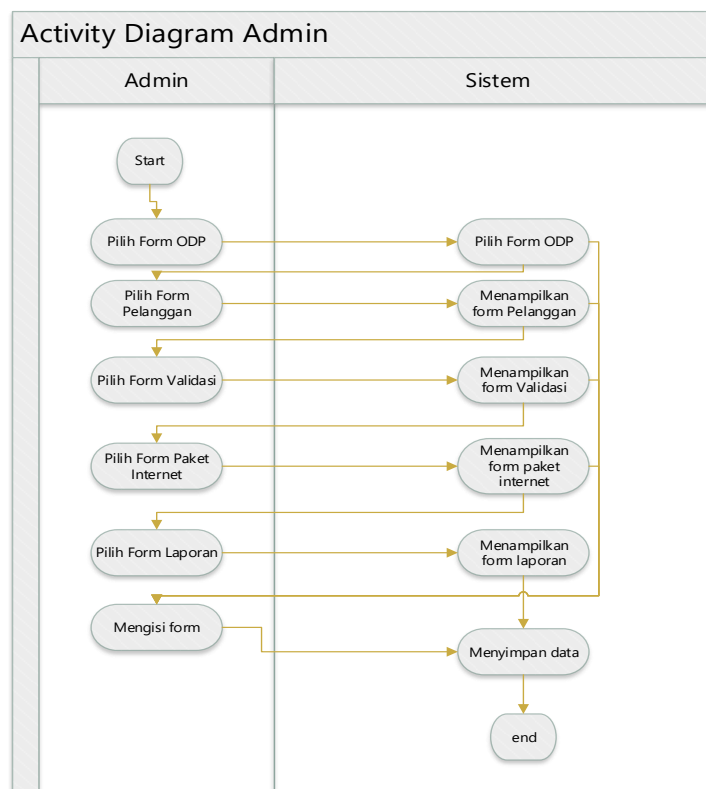 Activity Diagram Admin
Admin
Sistem
Start
Pilih Form ODP
Pilih Form ODP
Pilih Form
Pelanggan
Menampilkan
form Pelanggan
Pilih Form Validasi
Menampilkan
form Validasi
Pilih Form Paket
Internet
Menampilkan
form paket
internet
Pilih Form Laporan
Menampilkan
form laporan
Mengisi form
Menyimpan data
end